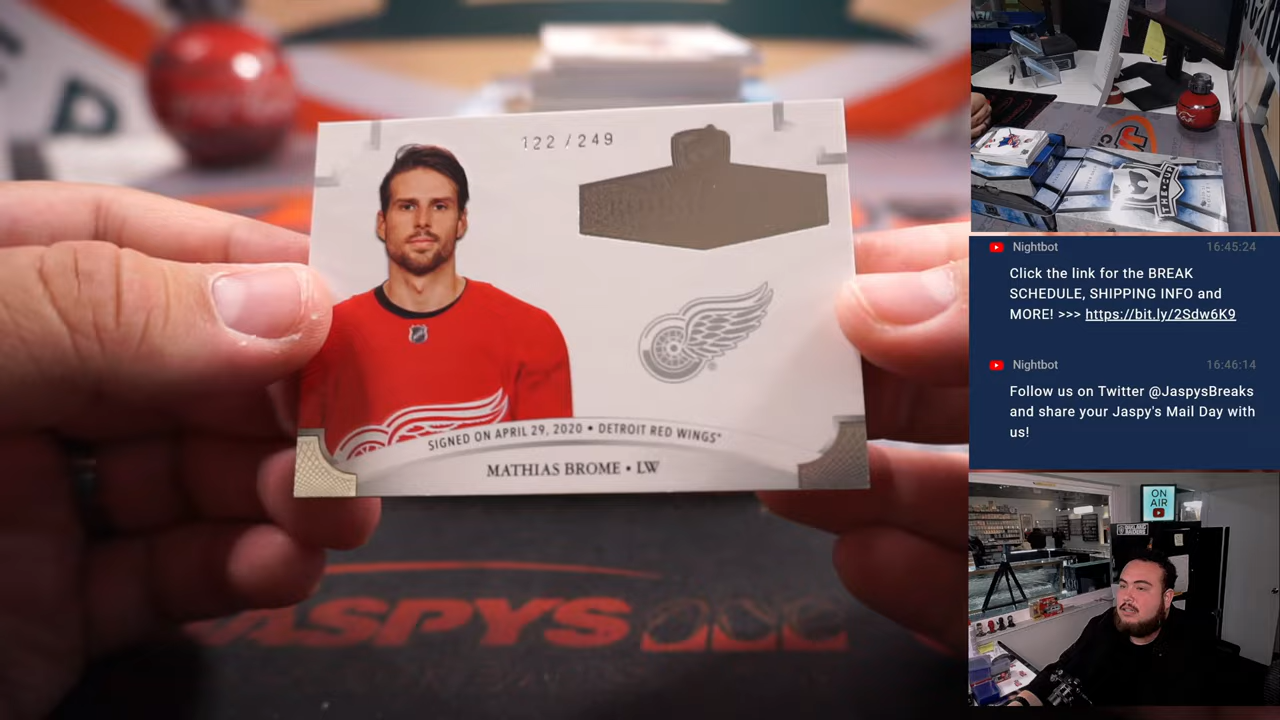 122 / 249
SIGNED ON APRIL 29, 2020 • DETROIT RED WINGS®
MATHIAS BROME • LW
JASPYS
THE CUP
Nightbot 16:45:24
Click the link for the BREAK
SCHEDULE, SHIPPING INFO and
MORE! >>> https://bit.ly/2Sdw6K9
Nightbot 16:46:14
Follow us on Twitter @JaspysBreaks
and share your Jaspy's Mail Day with
us!
ON
AIR